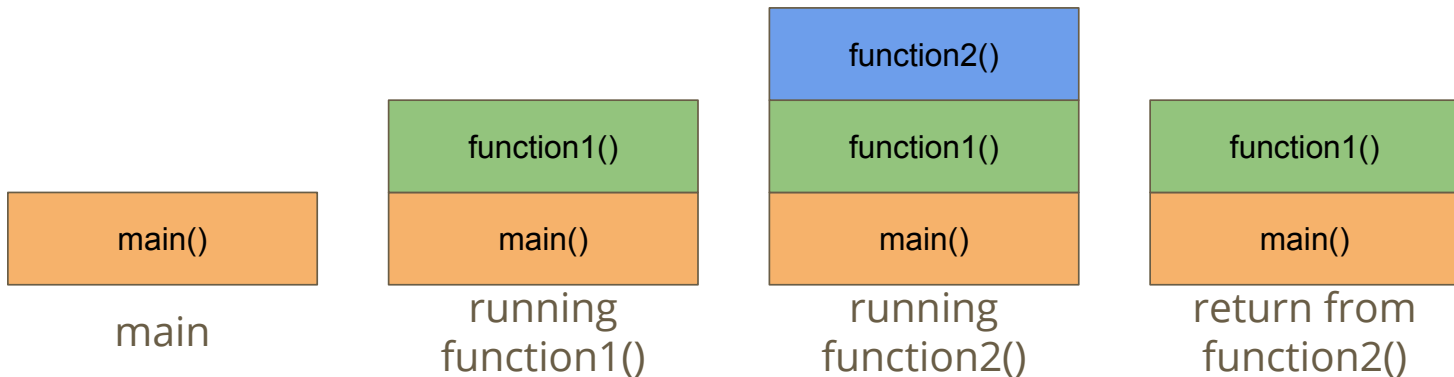 function2()
function1()
function1()
function1()
main()
main()
main()
main()
main
running
function1()
running
function2()
return from
function2()